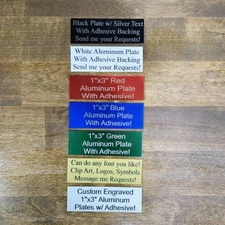 Black Plate w/ Silver Text
With Adhesive Backing
Send me your Requests!
White Aluminum Plate
With Adhesive Backing
Send me your Requests!
1"x3" Red
Aluminum Plate
With Adhesive!
1"x3" Blue
Aluminum Plate
With Adhesive!
1"x3" Green
Aluminum Plate
With Adhesive!
Can do any font you like!
Clip Art, Logos, Symbols
Message me Requests!
Custom Engraved
1"x3" Aluminum
Plates w/ Adhesive!